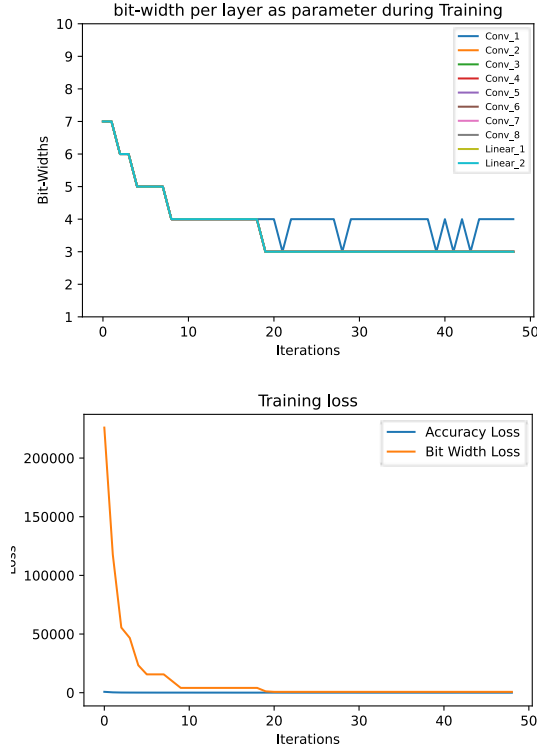 bit-width per layer as parameter during Training
10
9
8
7
6
5
4
3
2
1
Bit-Widths
Conv_1
Conv_2
Conv_3
Conv_4
Conv_5
Conv_6
Conv_7
Conv_8
Linear_1
Linear_2
0 10 20 30 40 50
Iterations
Training loss
200000
150000
100000
50000
0
Loss
Accuracy Loss
Bit Width Loss
0 10 20 30 40 50
Iterations